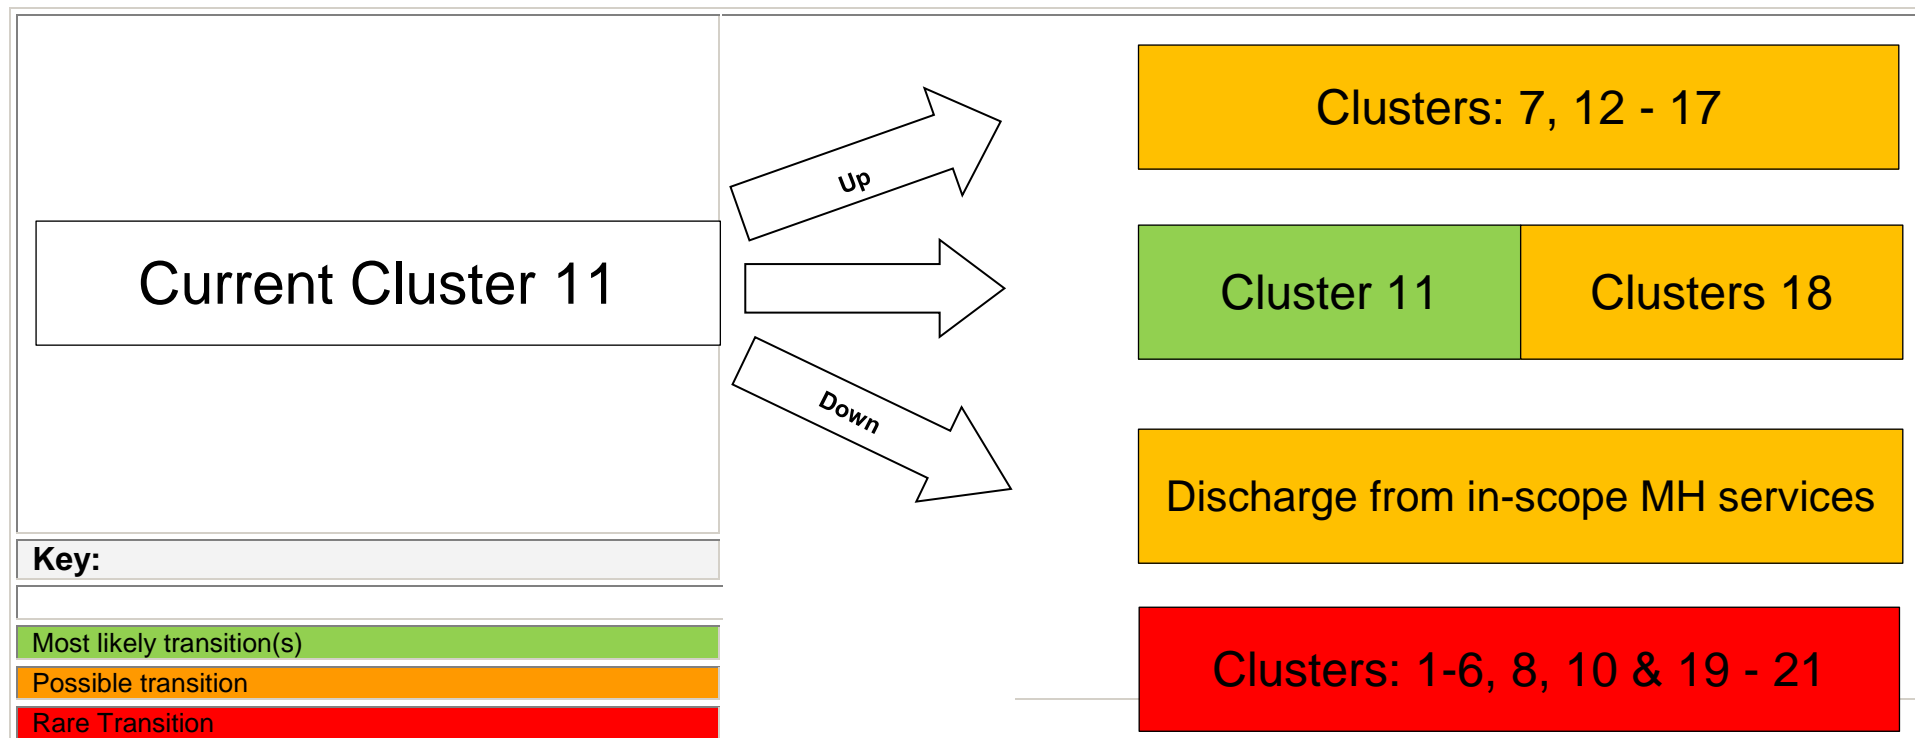 Clusters: 7, 12 - 17
Up
Current Cluster 11
Cluster 11
Clusters 18
Down
Discharge from in-scope MH services
Key:
Most likely transition(s)
Possible transition
Rare Transition
Clusters: 1-6, 8, 10 & 19 - 21